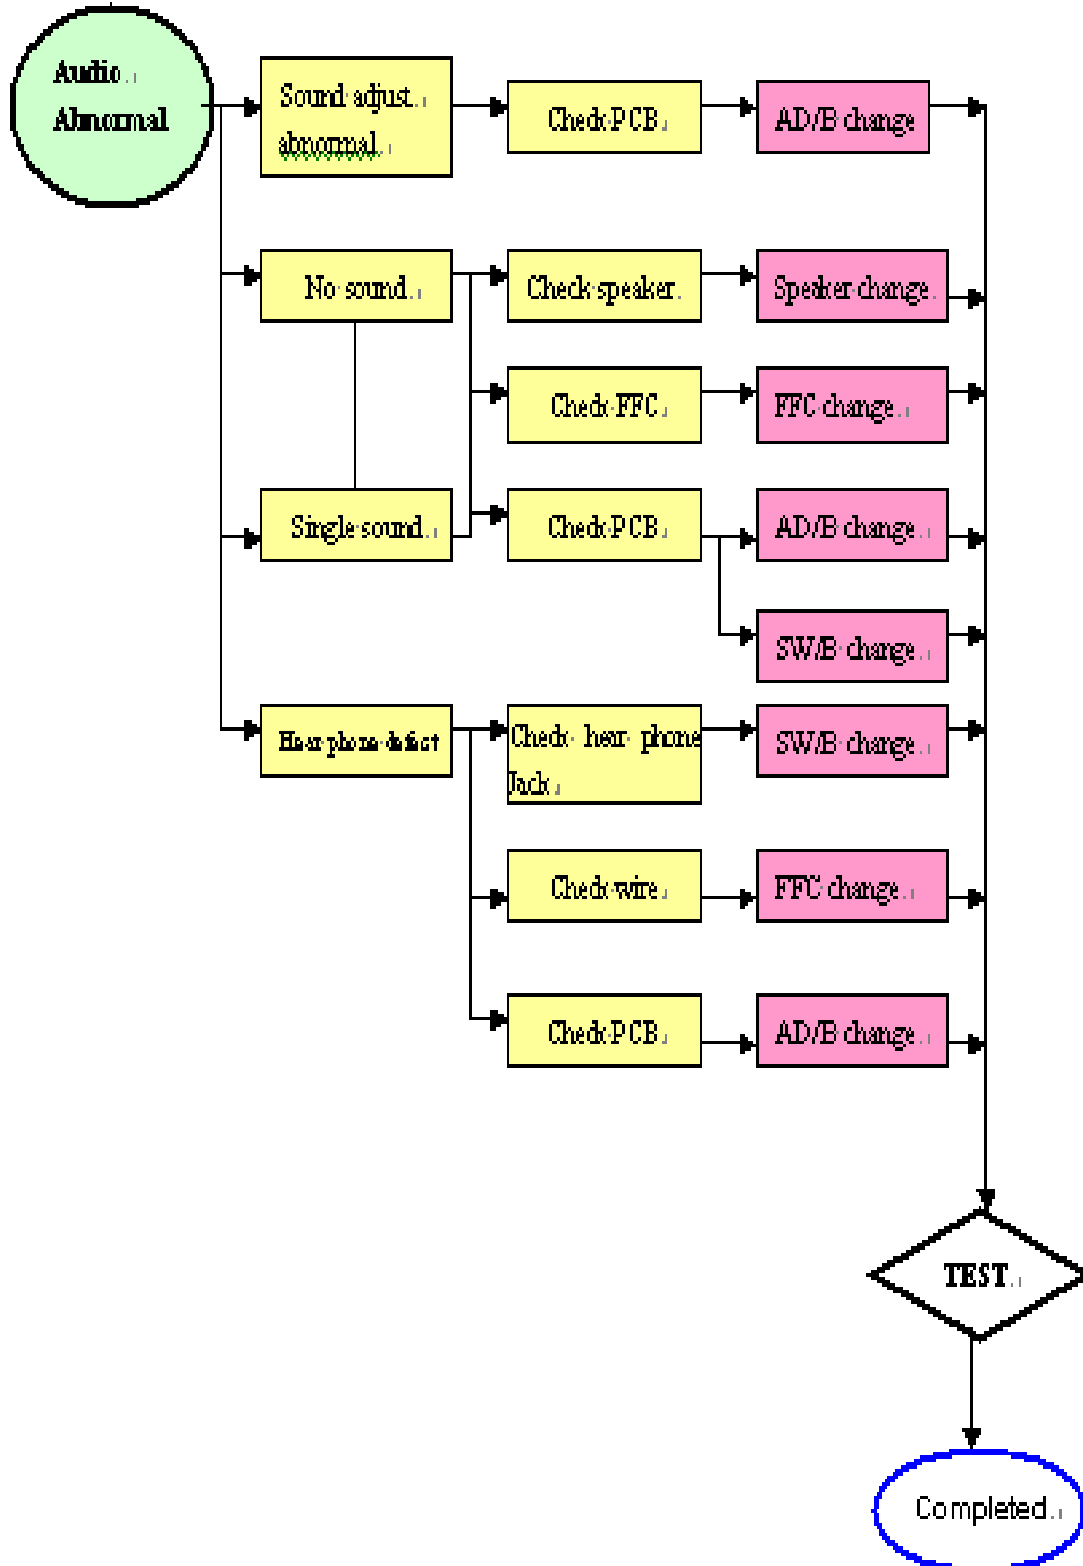 Audio
Abnormal
Sound adjust
abnormal
Check PCB
AD/B change
No sound
Check speaker
Speaker change
Check FFC
FFC change
Single sound
Check PCB
AD/B change
SW/B change
Hear phone defect
Check hear phone
Jack
SW/B change
Check wire
FFC change
Check PCB
AD/B change
TEST
Completed